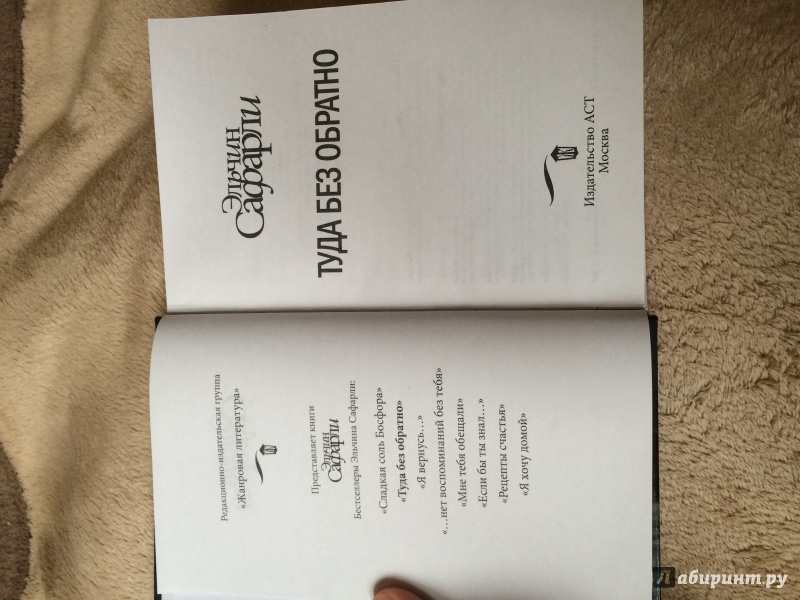 Редакционно-издательская группа
«Жанровая литература»
Представляет книги
Эльчин
Сафарли
Бестселлеры Эльчина Сафарли:
«Сладкая соль Босфора»
«Туда без обратно»
«Я вернусь…»
«…нет воспоминаний без тебя»
«Мне тебя обещали»
«Если бы ты знал…»
«Рецепты счастья»
«Я хочу домой»
Эльчин
Сафарли
ТУДА БЕЗ ОБРАТНО
Издательство АСТ
Москва
Лабиринт.ру